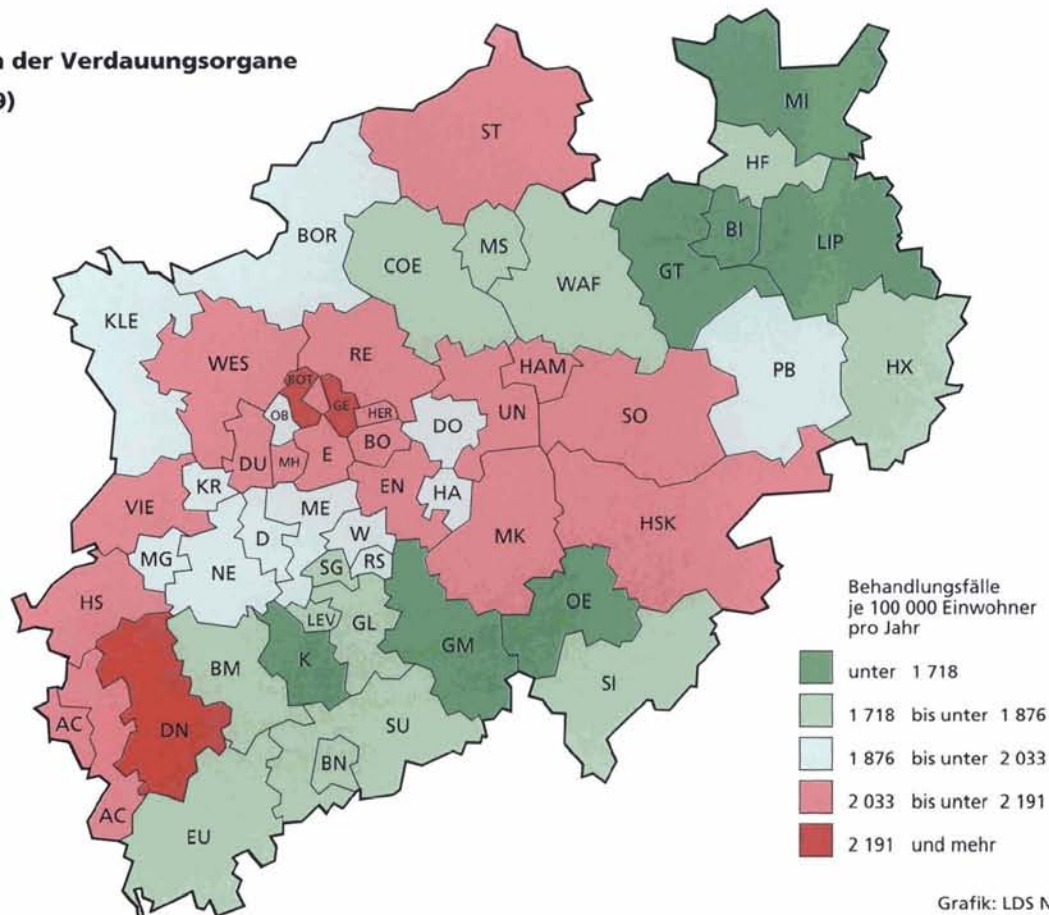 der Verdauungsorgane
9)
MI
ST
HF
BOR
MS
BI
LIP
COE
GT
WAF
KLE
RE
WES
HAM
PB
HX
BOT
GE
OB
HER
DO
UN
SO
BO
E
DU
MH
KR
EN
HA
VIE
ME
HSK
D
W
MK
MG
NE
SG
RS
HS
LEV
GL
OE
K
BM
GM
SI
AC
DN
SU
BN
AC
EU
Behandlungsfälle
je 100 000 Einwohner
pro Jahr
unter 1 718
1 718 bis unter 1 876
1 876 bis unter 2 033
2 033 bis unter 2 191
2 191 und mehr
Grafik: LDS N